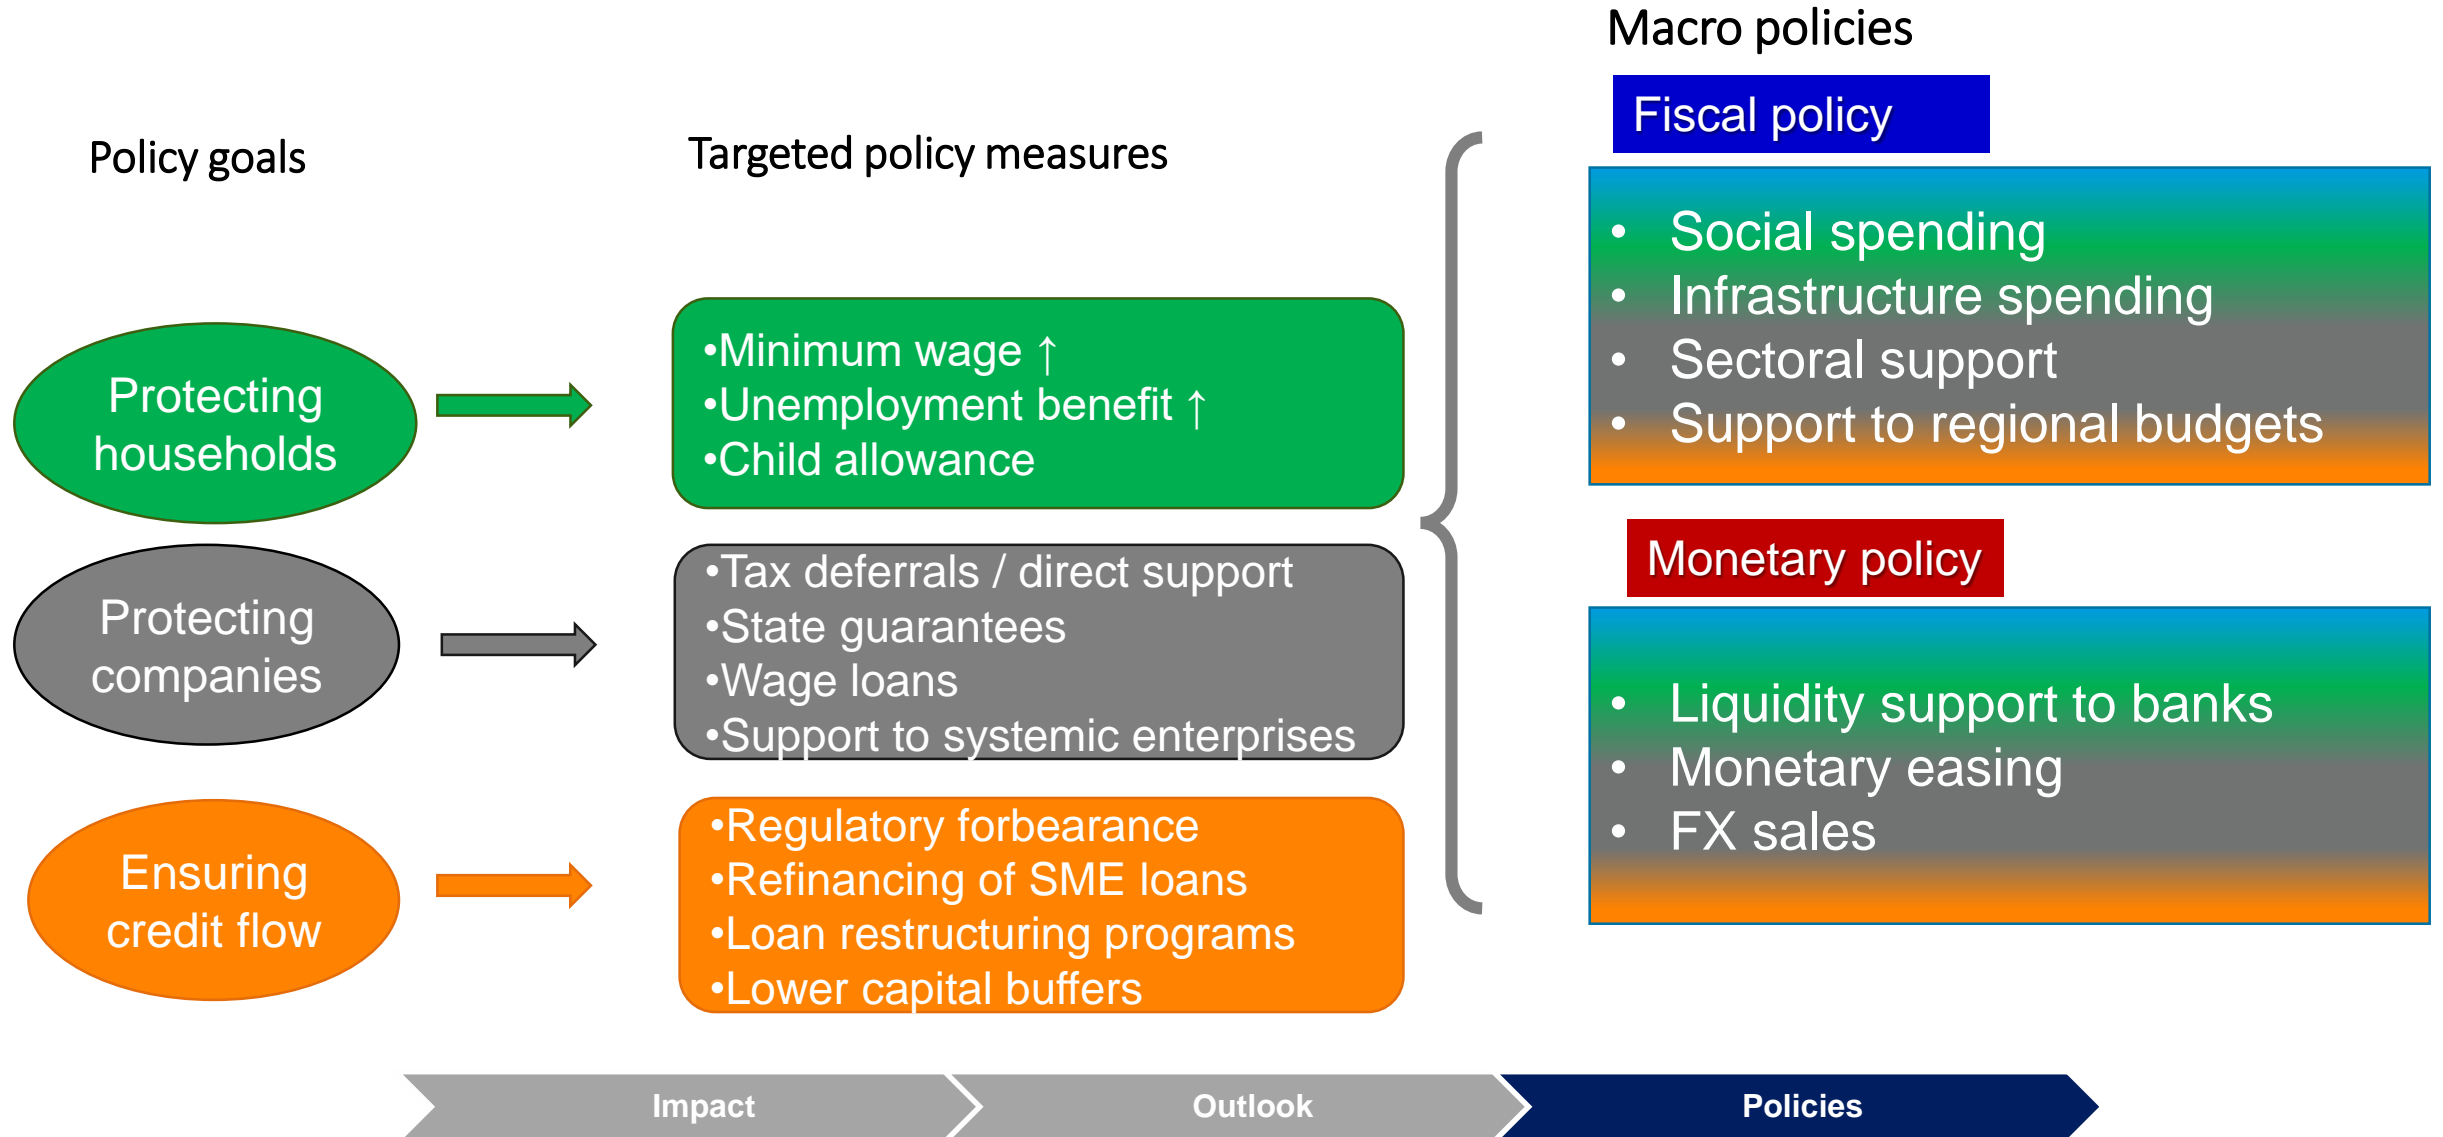 Macro policies
Fiscal policy
Policy goals
Targeted policy measures
• Social spending
• Infrastructure spending
• Sectoral support
• Support to regional budgets
Protecting
households
•Minimum wage ↑
•Unemployment benefit ↑
•Child allowance
Monetary policy
Protecting
companies
•Tax deferrals / direct support
•State guarantees
•Wage loans
•Support to systemic enterprises
• Liquidity support to banks
• Monetary easing
• FX sales
Ensuring
credit flow
•Regulatory forbearance
•Refinancing of SME loans
•Loan restructuring programs
•Lower capital buffers
Impact
Outlook
Policies